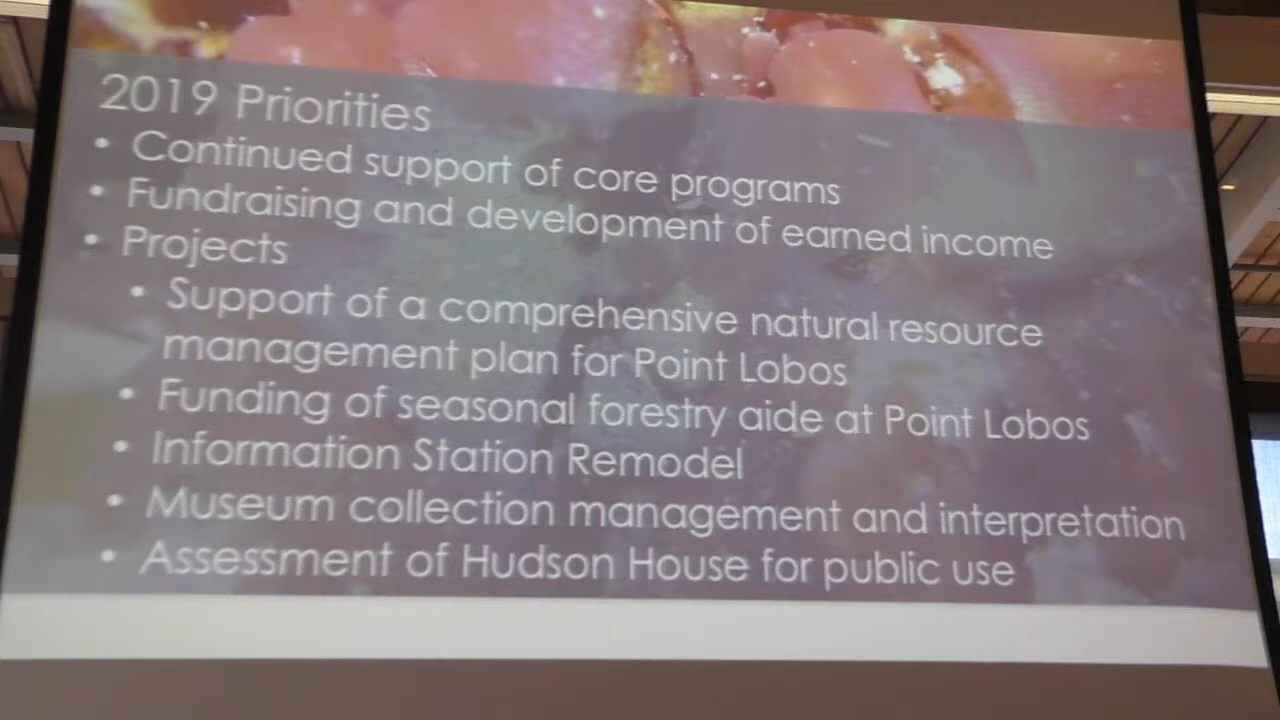 2019 Priorities
• Continued support of core programs
• Fundraising and development of earned income
• Projects
• Support of a comprehensive natural resource
management plan for Point Lobos
• Funding of seasonal forestry aide at Point Lobos
• Information Station Remodel
• Museum collection management and interpretation
• Assessment of Hudson House for public use